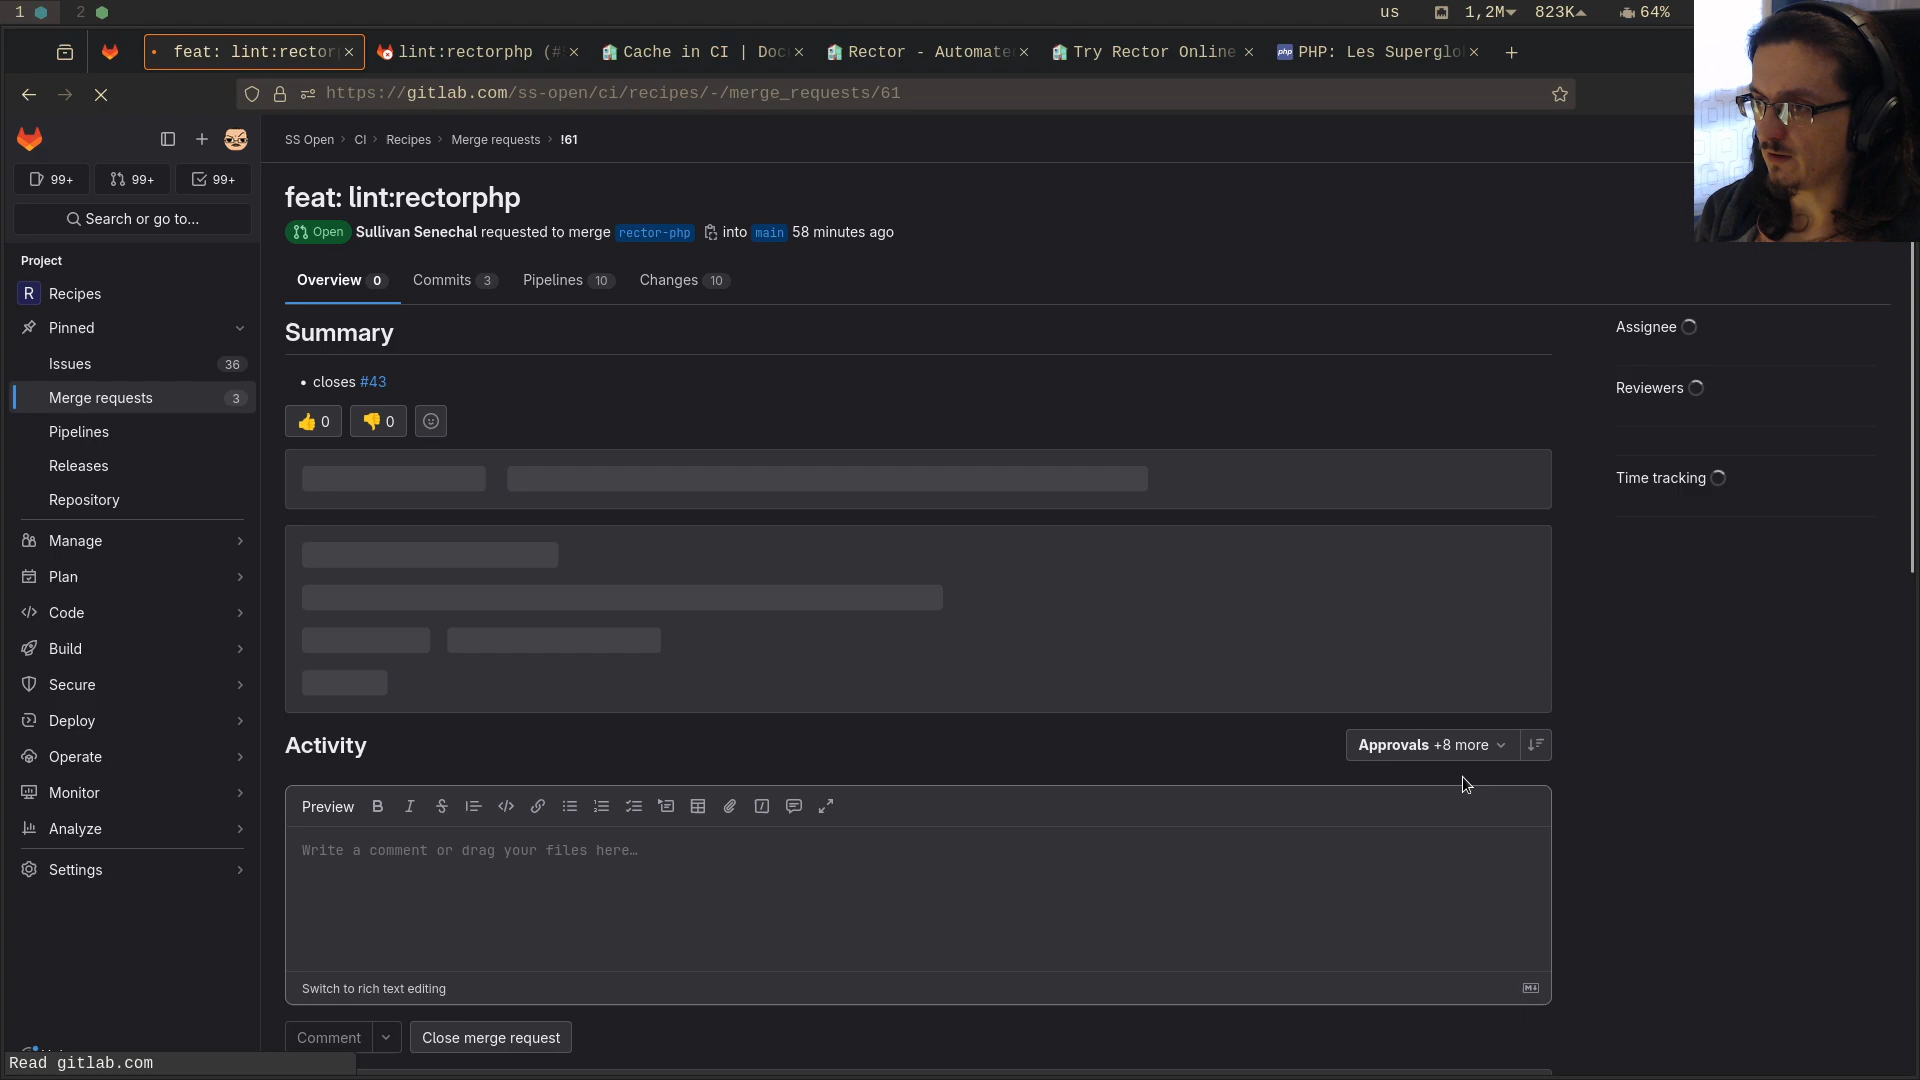 1 2 us 1,2M 823K 64%
feat: lint:rector lint:rectorphp (# Cache in CI | Doc Rector - Automate Try Rector Online php PHP: Les Superglo
https://gitlab.com/ss-open/ci/recipes/-/merge_requests/61
SS Open CI Recipes Merge requests !61
99+ 99+ 99+
Search or go to...
feat: lint:rectorphp
Open Sullivan Senechal requested to merge rector-php into main 58 minutes ago
Overview 0 Commits 3 Pipelines 10 Changes 10
Project
R Recipes
Pinned
Issues 36
Merge requests 3
Pipelines
Releases
Repository
Manage
Plan
Code
Build
Secure
Deploy
Operate
Monitor
Analyze
Settings
Summary
closes #43
👍 0 👎 0
Assignee
Reviewers
Time tracking
Activity
Approvals +8 more
Preview
Write a comment or drag your files here…
Switch to rich text editing
Comment Close merge request
Read gitlab.com